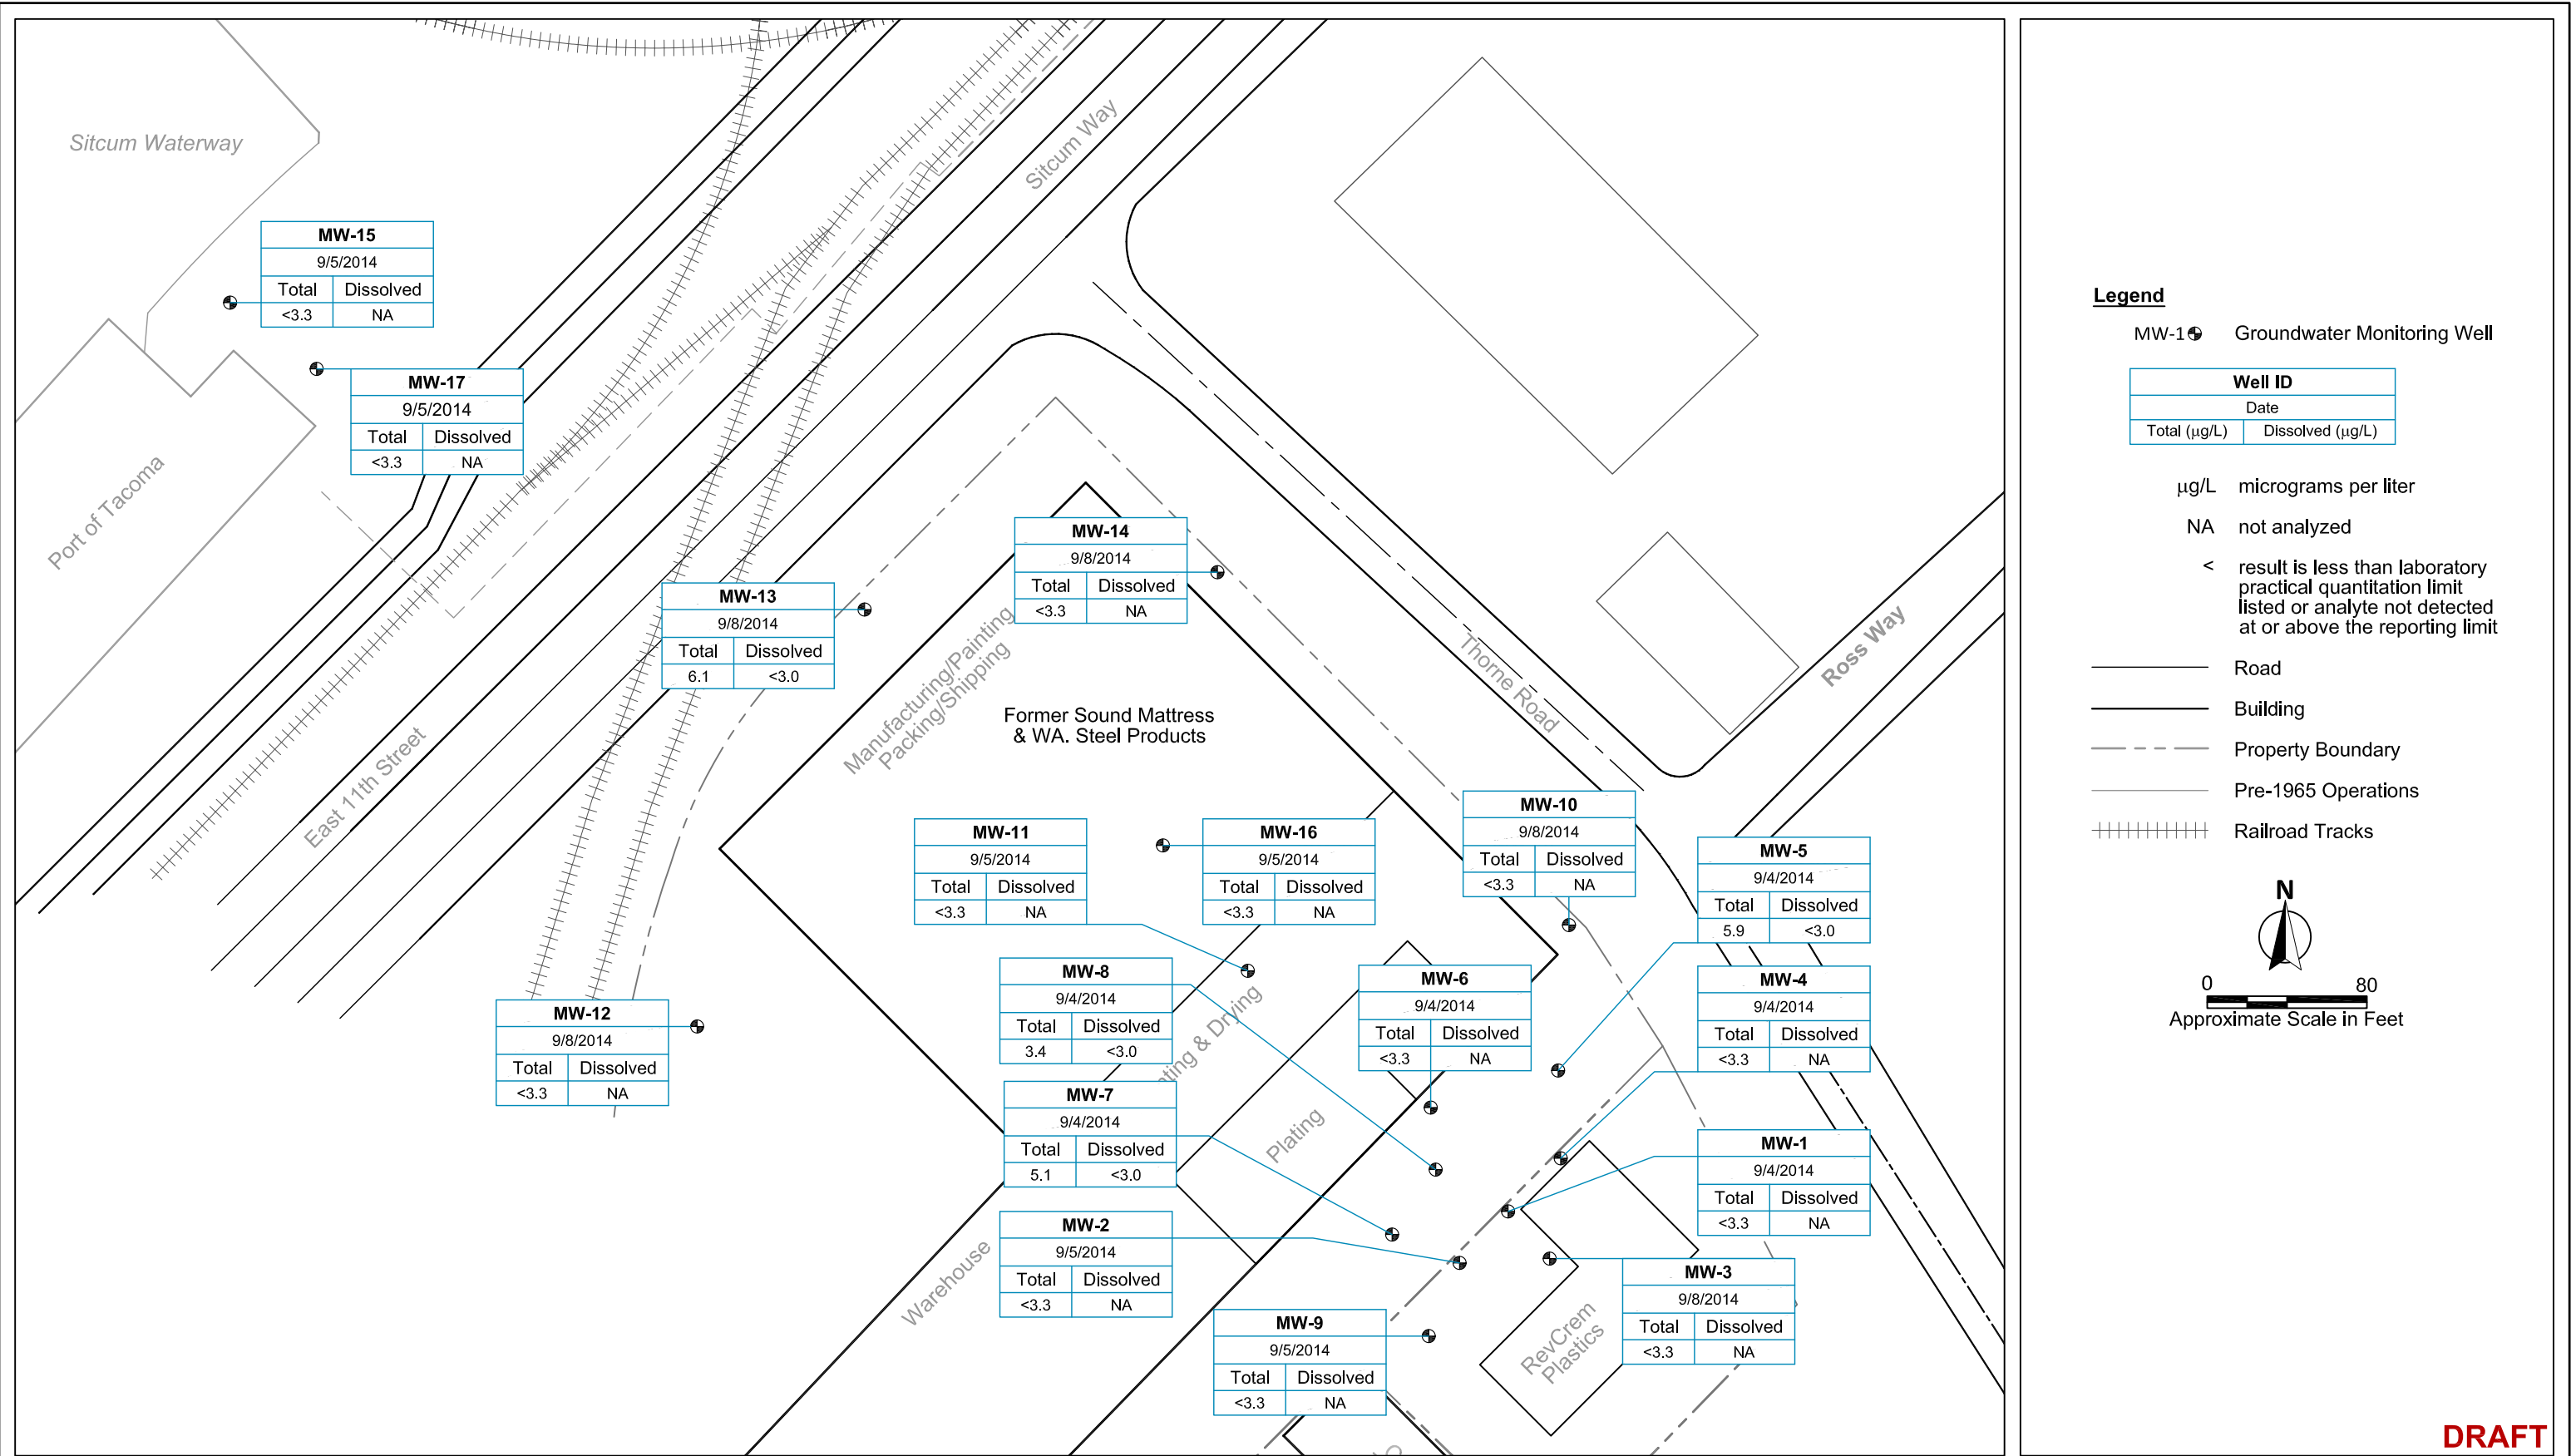 Sitcum Waterway
Sitcum Way
MW-15
9/5/2014
Total Dissolved
<3.3 NA
MW-17
9/5/2014
Total Dissolved
<3.3 NA
Port of Tacoma
East 11th Street
MW-14
9/8/2014
Total Dissolved
<3.3 NA
MW-13
9/8/2014
Total Dissolved
6.1 <3.0
Manufacturing/Painting
Packing/Shipping
Former Sound Mattress
& WA. Steel Products
Thorne Road
Ross Way
MW-10
9/8/2014
Total Dissolved
<3.3 NA
MW-11
9/5/2014
Total Dissolved
<3.3 NA
MW-16
9/5/2014
Total Dissolved
<3.3 NA
MW-5
9/4/2014
Total Dissolved
5.9 <3.0
MW-8
9/4/2014
Total Dissolved
3.4 <3.0
MW-6
9/4/2014
Total Dissolved
<3.3 NA
MW-4
9/4/2014
Total Dissolved
<3.3 NA
MW-12
9/8/2014
Total Dissolved
<3.3 NA
& Drying
MW-7
9/4/2014
Total Dissolved
5.1 <3.0
Plating
MW-1
9/4/2014
Total Dissolved
<3.3 NA
MW-2
9/5/2014
Total Dissolved
<3.3 NA
Warehouse
MW-3
9/8/2014
Total Dissolved
<3.3 NA
MW-9
9/5/2014
Total Dissolved
<3.3 NA
RevCrem
Plastics
Legend
MW-1 Groundwater Monitoring Well
Well ID
Date
Total (µg/L) Dissolved (µg/L)
µg/L micrograms per liter
NA not analyzed
< result is less than laboratory
practical quantitation limit
listed or analyte not detected
at or above the reporting limit
Road
Building
Property Boundary
Pre-1965 Operations
Railroad Tracks
N
0 80
Approximate Scale in Feet
DRAFT